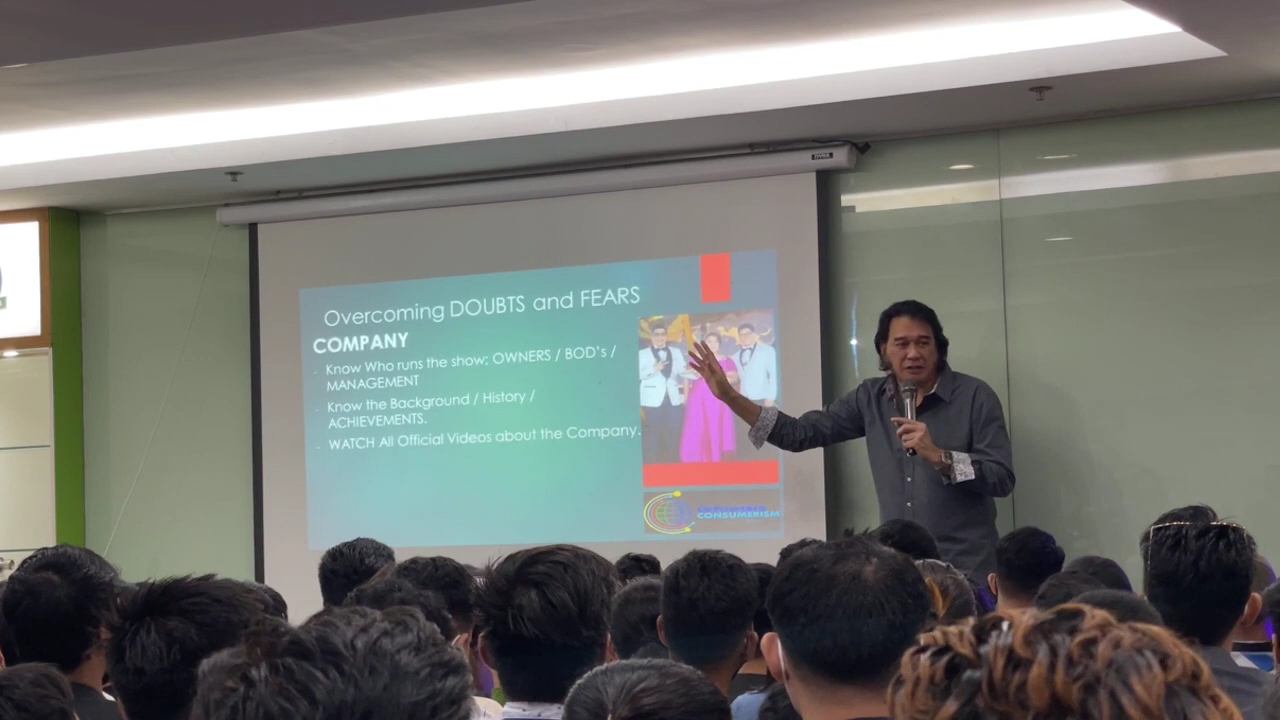 Overcoming DOUBTS and FEARS
COMPANY
- Know Who runs the show; OWNERS / BOD's /
MANAGEMENT
- Know the Background / History /
ACHIEVEMENTS.
- WATCH All Official Videos about the Company.
CONSUMERISM